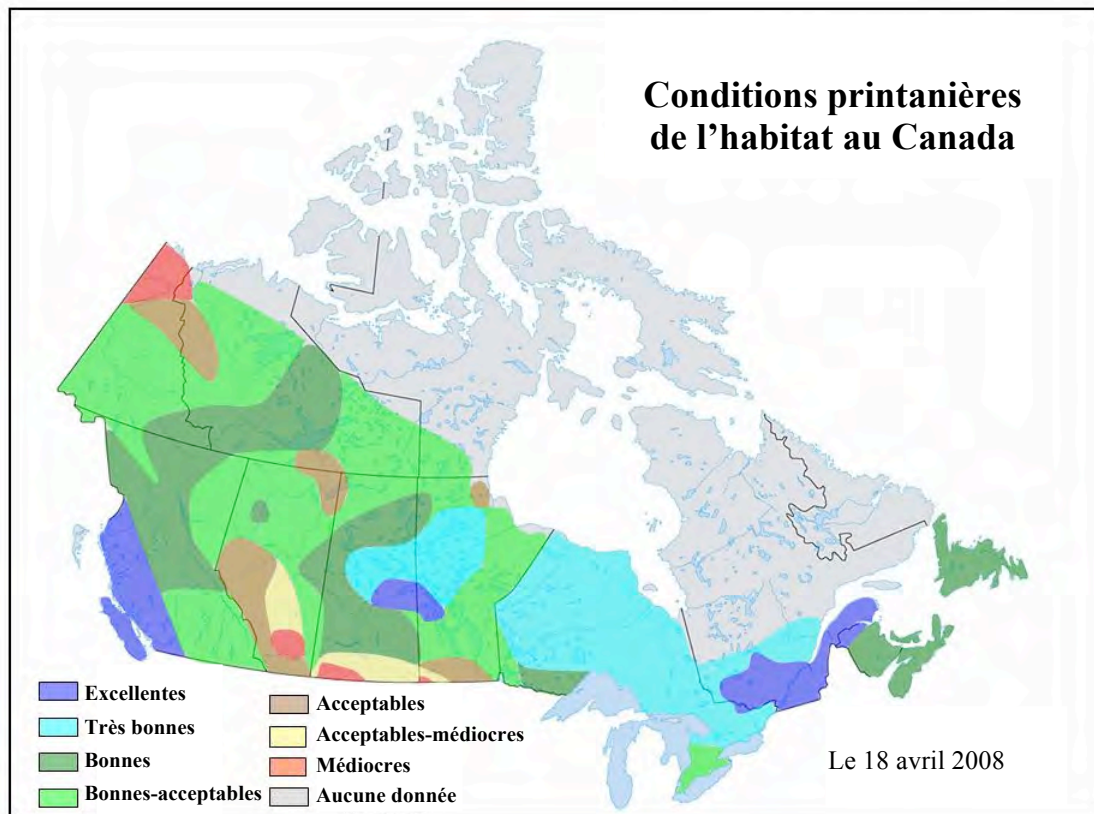 Conditions printanières
de l’habitat au Canada
Excellentes
Très bonnes
Bonnes
Bonnes-acceptables
Acceptables
Acceptables-médiocres
Médiocres
Aucune donnée
Le 18 avril 2008